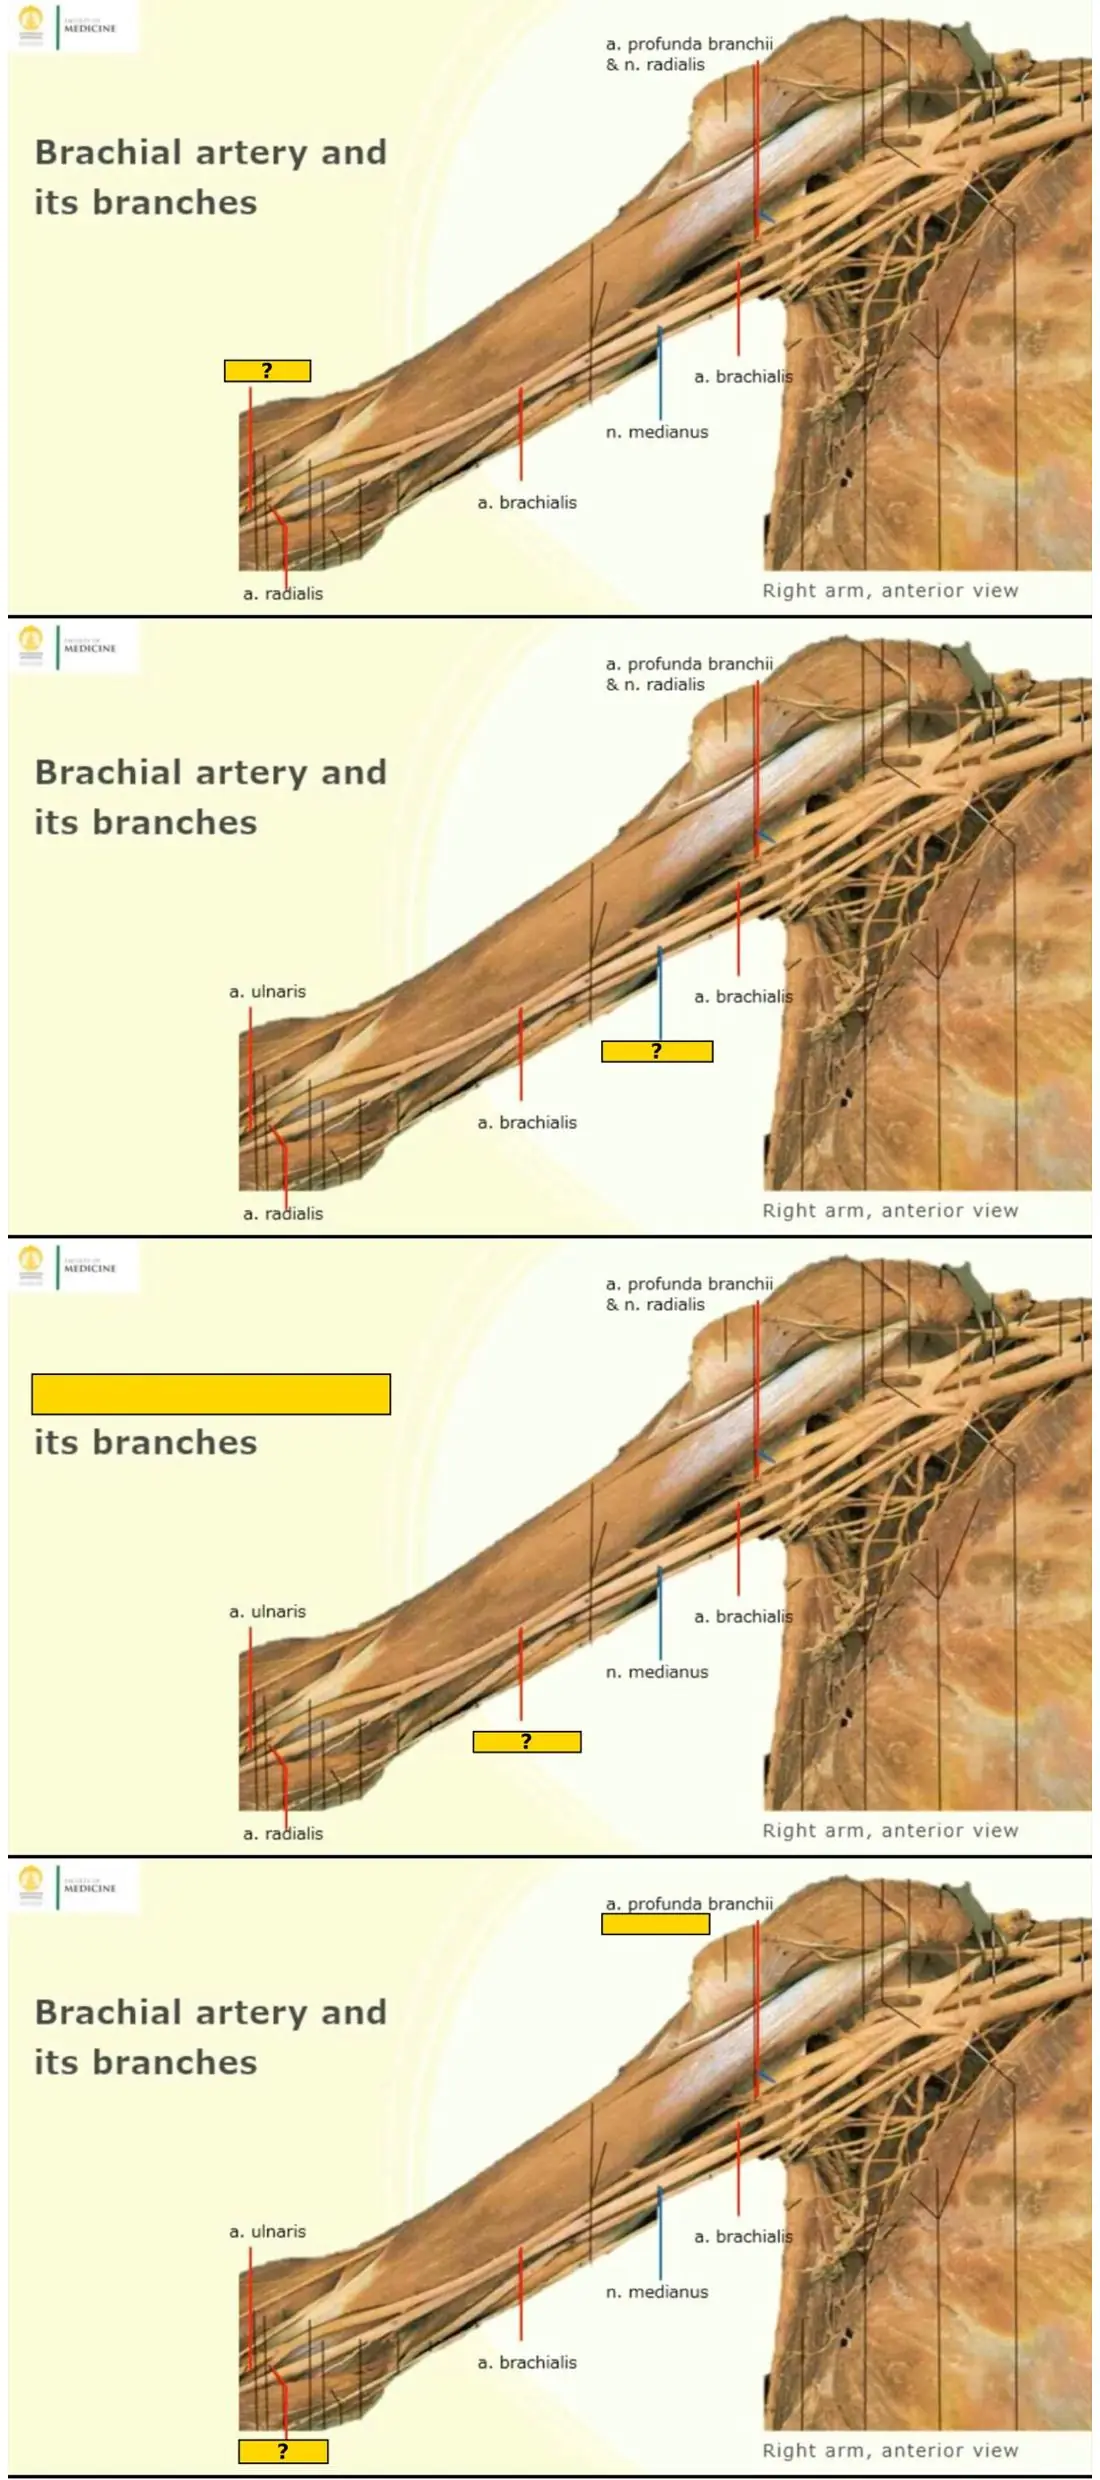 MEDICINE
a. profunda branchii
& n. radialis
Brachial artery and
its branches
?
a. brachialis
n. medianus
a. brachialis
a. radialis
Right arm, anterior view
MEDICINE
a. profunda branchii
& n. radialis
Brachial artery and
its branches
a. ulnaris
a. brachialis
?
a. brachialis
a. radialis
Right arm, anterior view
MEDICINE
a. profunda branchii
& n. radialis
its branches
a. ulnaris
a. brachialis
n. medianus
?
a. radialis
Right arm, anterior view
MEDICINE
a. profunda branchii
Brachial artery and
its branches
a. ulnaris
a. brachialis
n. medianus
a. brachialis
?
Right arm, anterior view